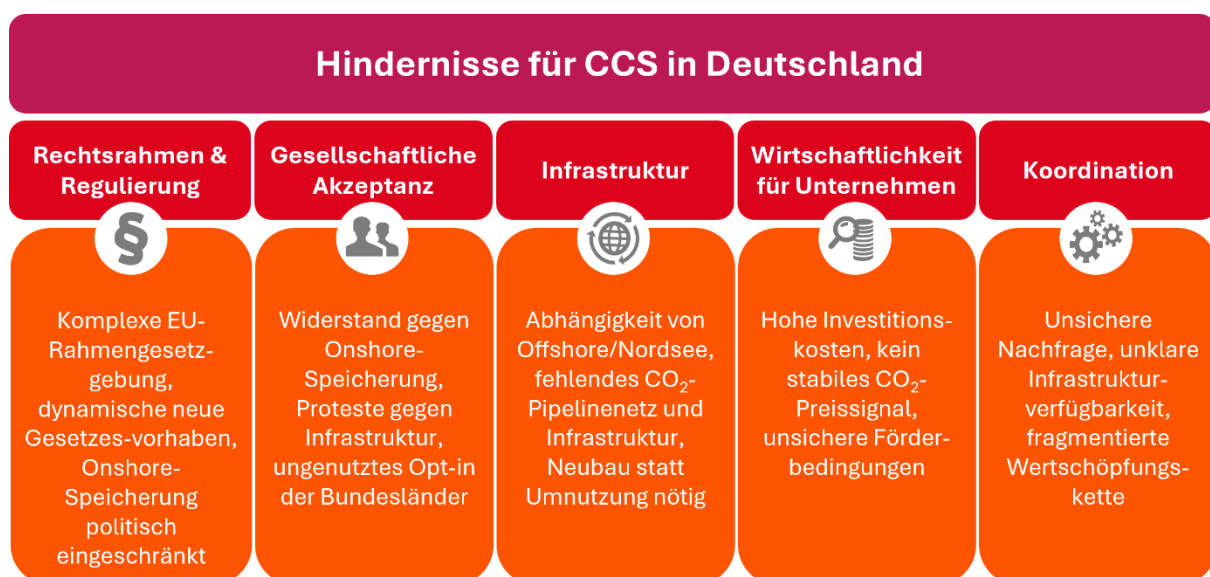 Hindernisse für CCS in Deutschland
Rechtsrahmen &
Regulierung
Gesellschaftliche
Akzeptanz
Infrastruktur
Wirtschaftlichkeit
für Unternehmen
Koordination
§
Komplexe EU-
Rahmengesetz-
gebung,
dynamische neue
Gesetzes-vorhaben,
Onshore-
Speicherung
politisch
eingeschränkt
Widerstand gegen
Onshore-
Speicherung,
Proteste gegen
Infrastruktur,
ungenutztes Opt-in
der Bundesländer
Abhängigkeit von
Offshore/Nordsee,
fehlendes CO₂-
Pipelinenetz und
Infrastruktur,
Neubau statt
Umnutzung nötig
Hohe Investitions-
kosten, kein
stabiles CO₂-
Preissignal,
unsichere Förder-
bedingungen
Unsichere
Nachfrage, unklare
Infrastruktur-
verfügbarkeit,
fragmentierte
Wertschöpfungs-
kette